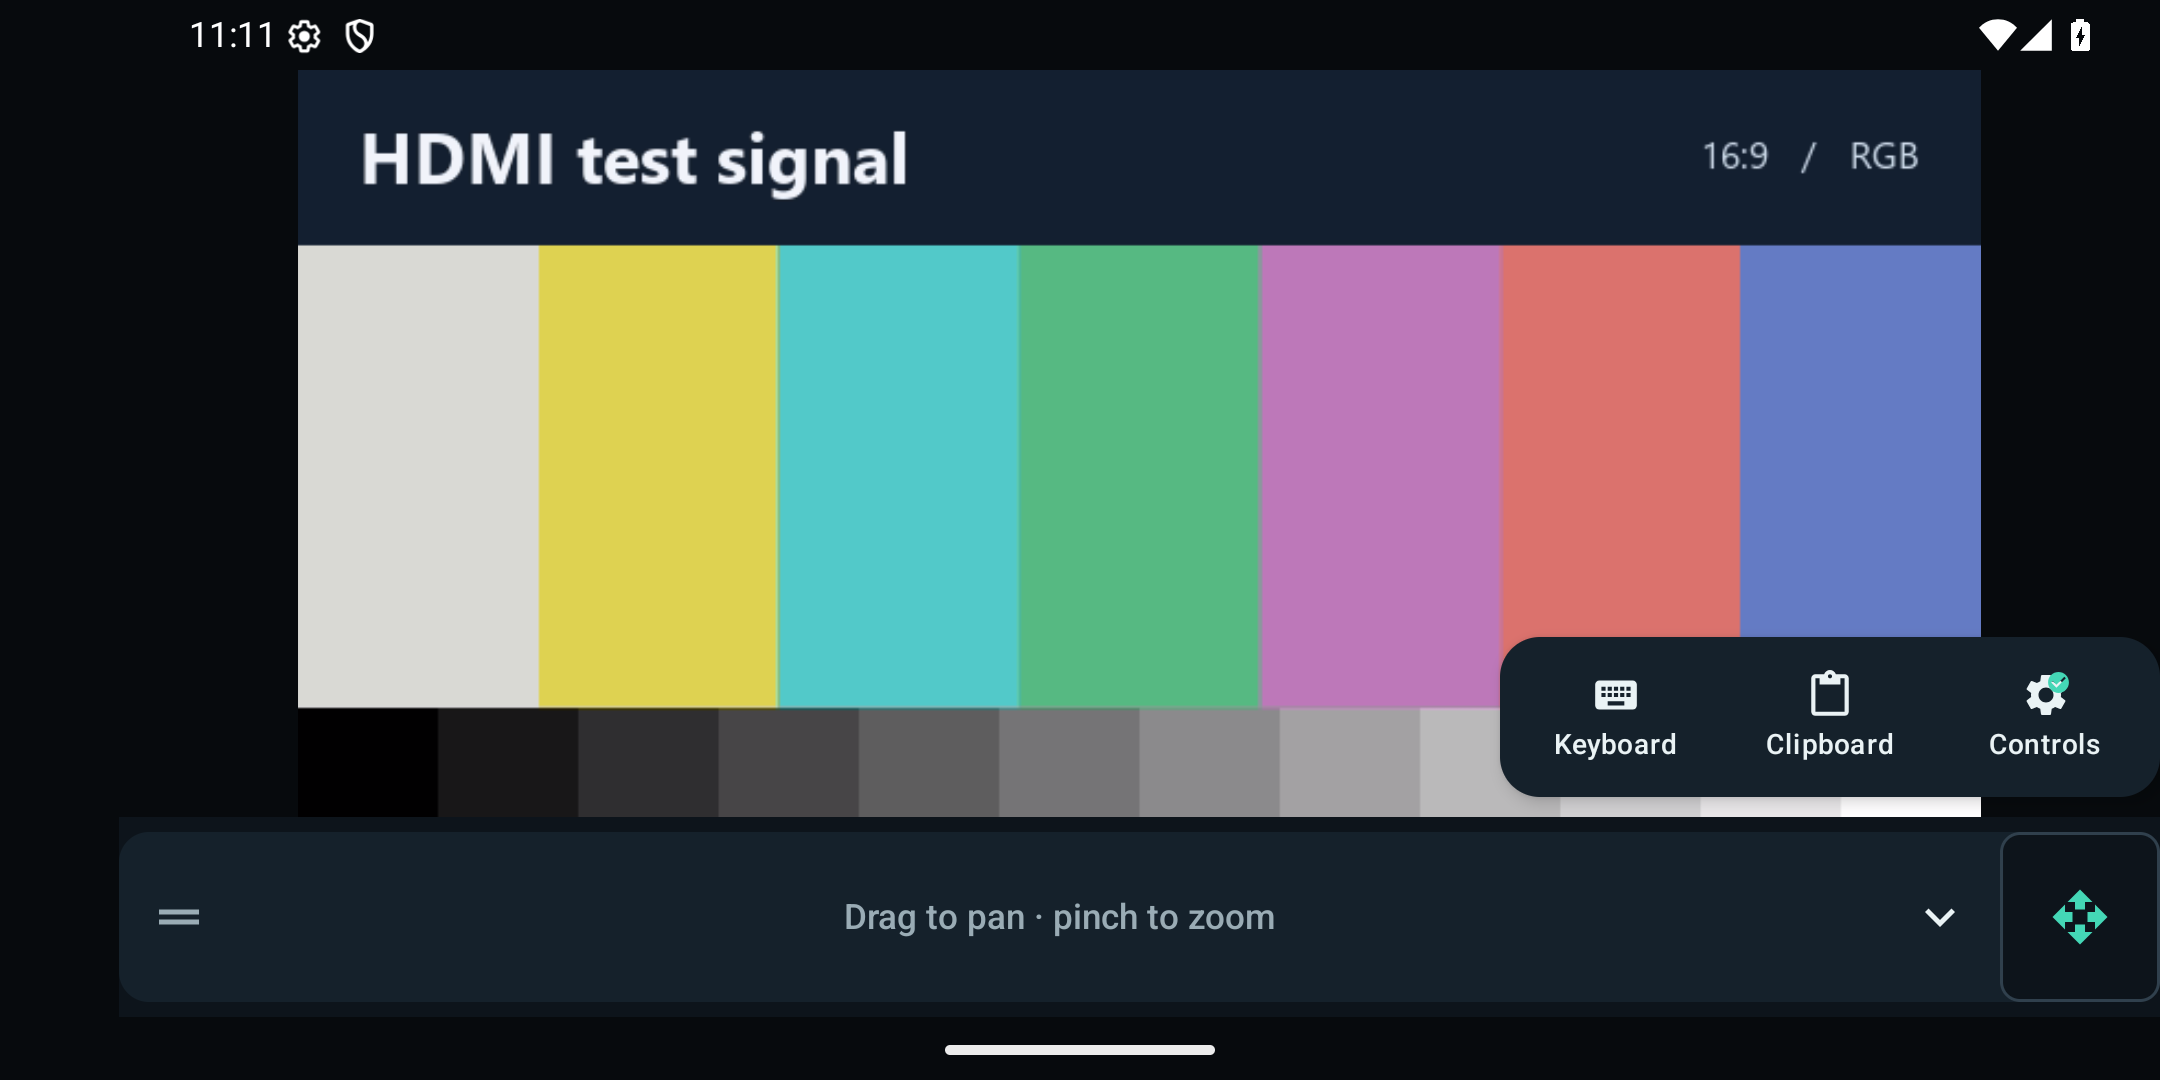 11:11
HDMI test signal
16:9 / RGB
Keyboard Clipboard Controls
Drag to pan · pinch to zoom